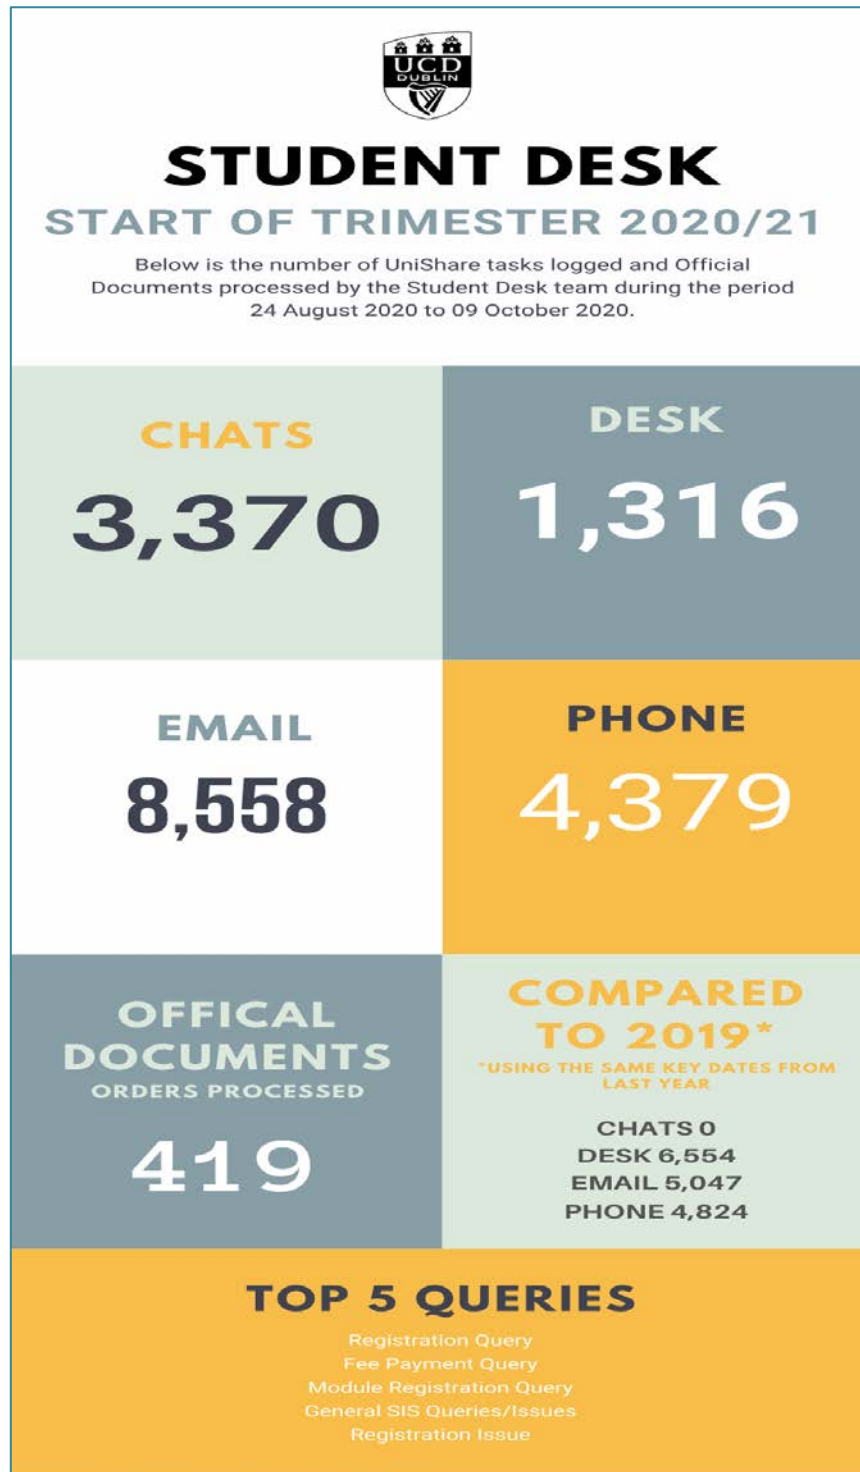 UCD
DUBLIN
STUDENT DESK
START OF TRIMESTER 2020/21
Below is the number of UniShare tasks logged and Official
Documents processed by the Student Desk team during the period
24 August 2020 to 09 October 2020.
CHATS
3,370
DESK
1,316
EMAIL
8,558
PHONE
4,379
OFFICAL
DOCUMENTS
ORDERS PROCESSED
419
COMPARED
TO 2019*
*USING THE SAME KEY DATES FROM
LAST YEAR
CHATS 0
DESK 6,554
EMAIL 5,047
PHONE 4,824
TOP 5 QUERIES
Registration Query
Fee Payment Query
Module Registration Query
General SIS Queries/Issues
Registration Issue